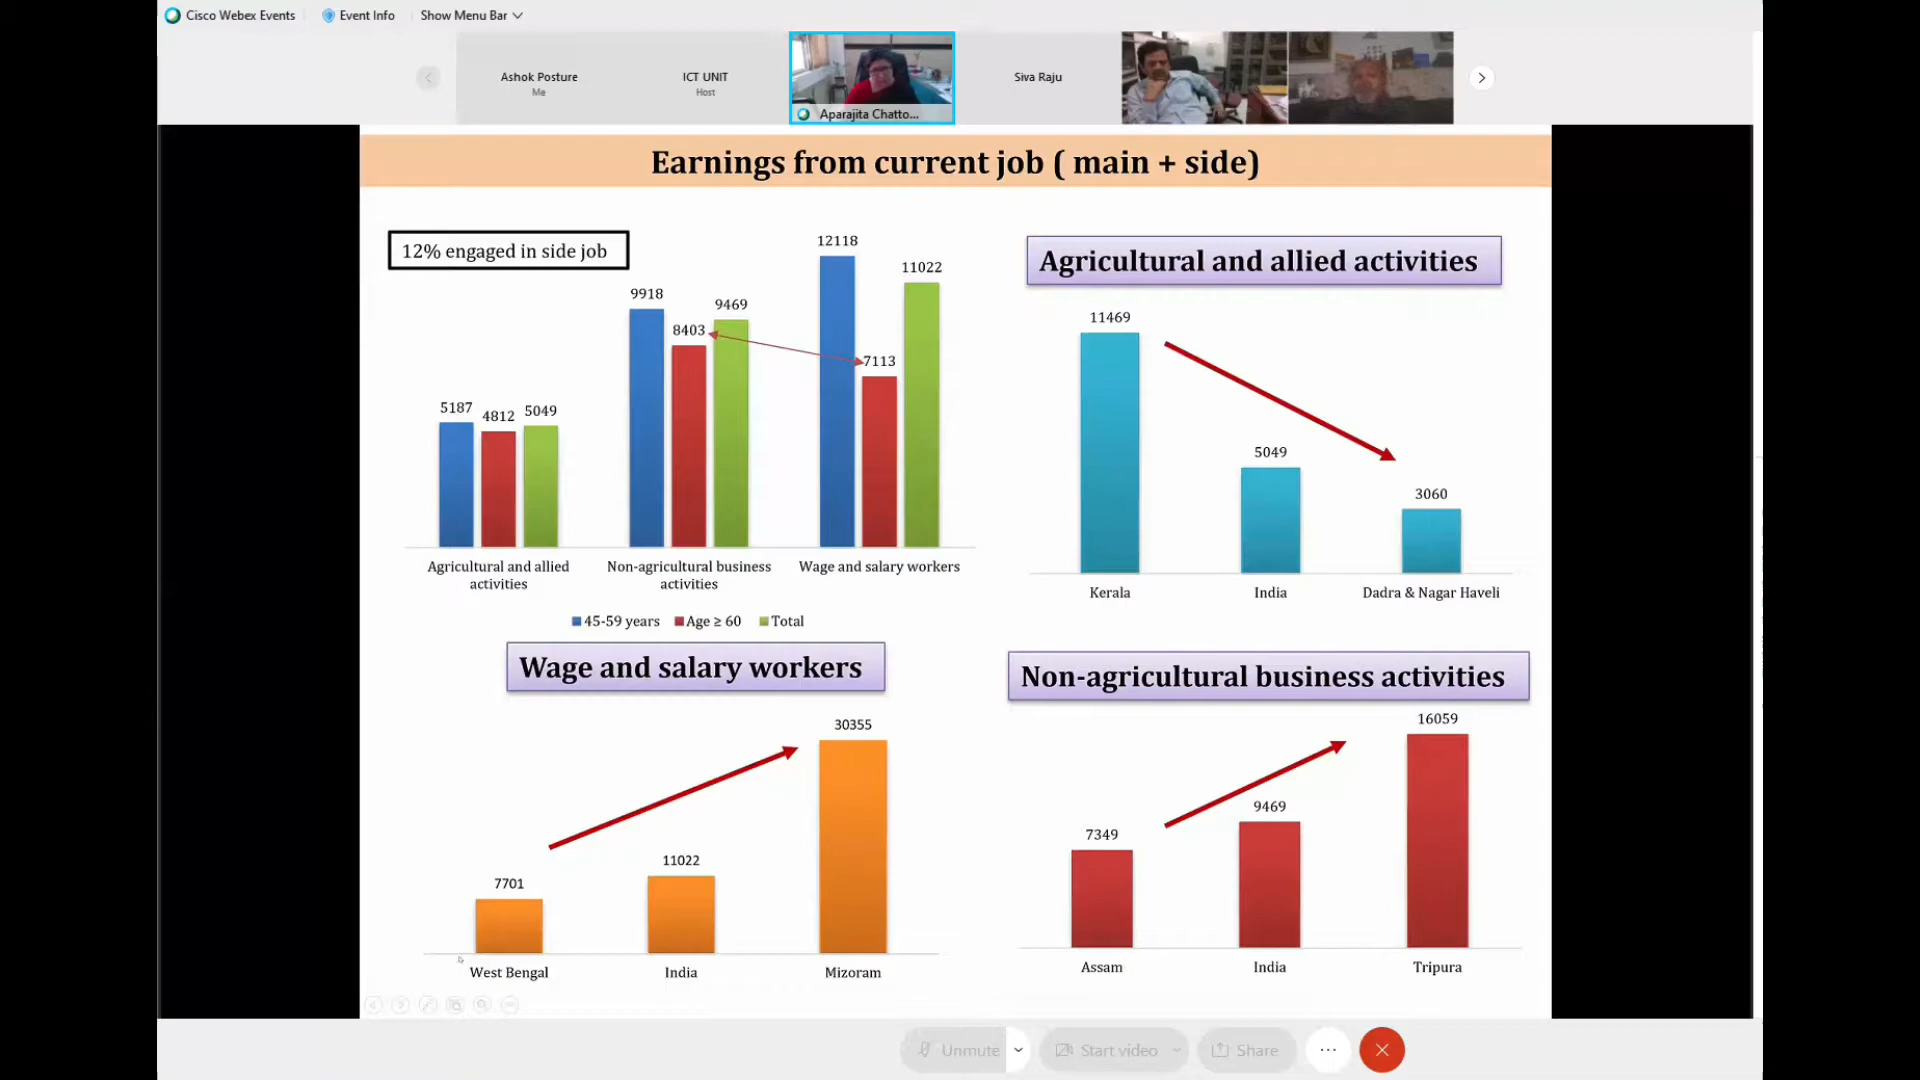 Cisco Webex Events
Event Info
Show Menu Bar
Ashok Posture
Me
ICT UNIT
Host
Aparajita Chatto...
Siva Raju
Earnings from current job ( main + side)
12% engaged in side job
5187
4812
5049
9918
8403
9469
12118
7113
11022
Agricultural and allied
activities
Non-agricultural business
activities
Wage and salary workers
45-59 years
Age ≥ 60
Total
Agricultural and allied activities
11469
5049
3060
Kerala
India
Dadra & Nagar Haveli
Wage and salary workers
7701
11022
30355
West Bengal
India
Mizoram
Non-agricultural business activities
7349
9469
16059
Assam
India
Tripura
Unmute
Start video
Share